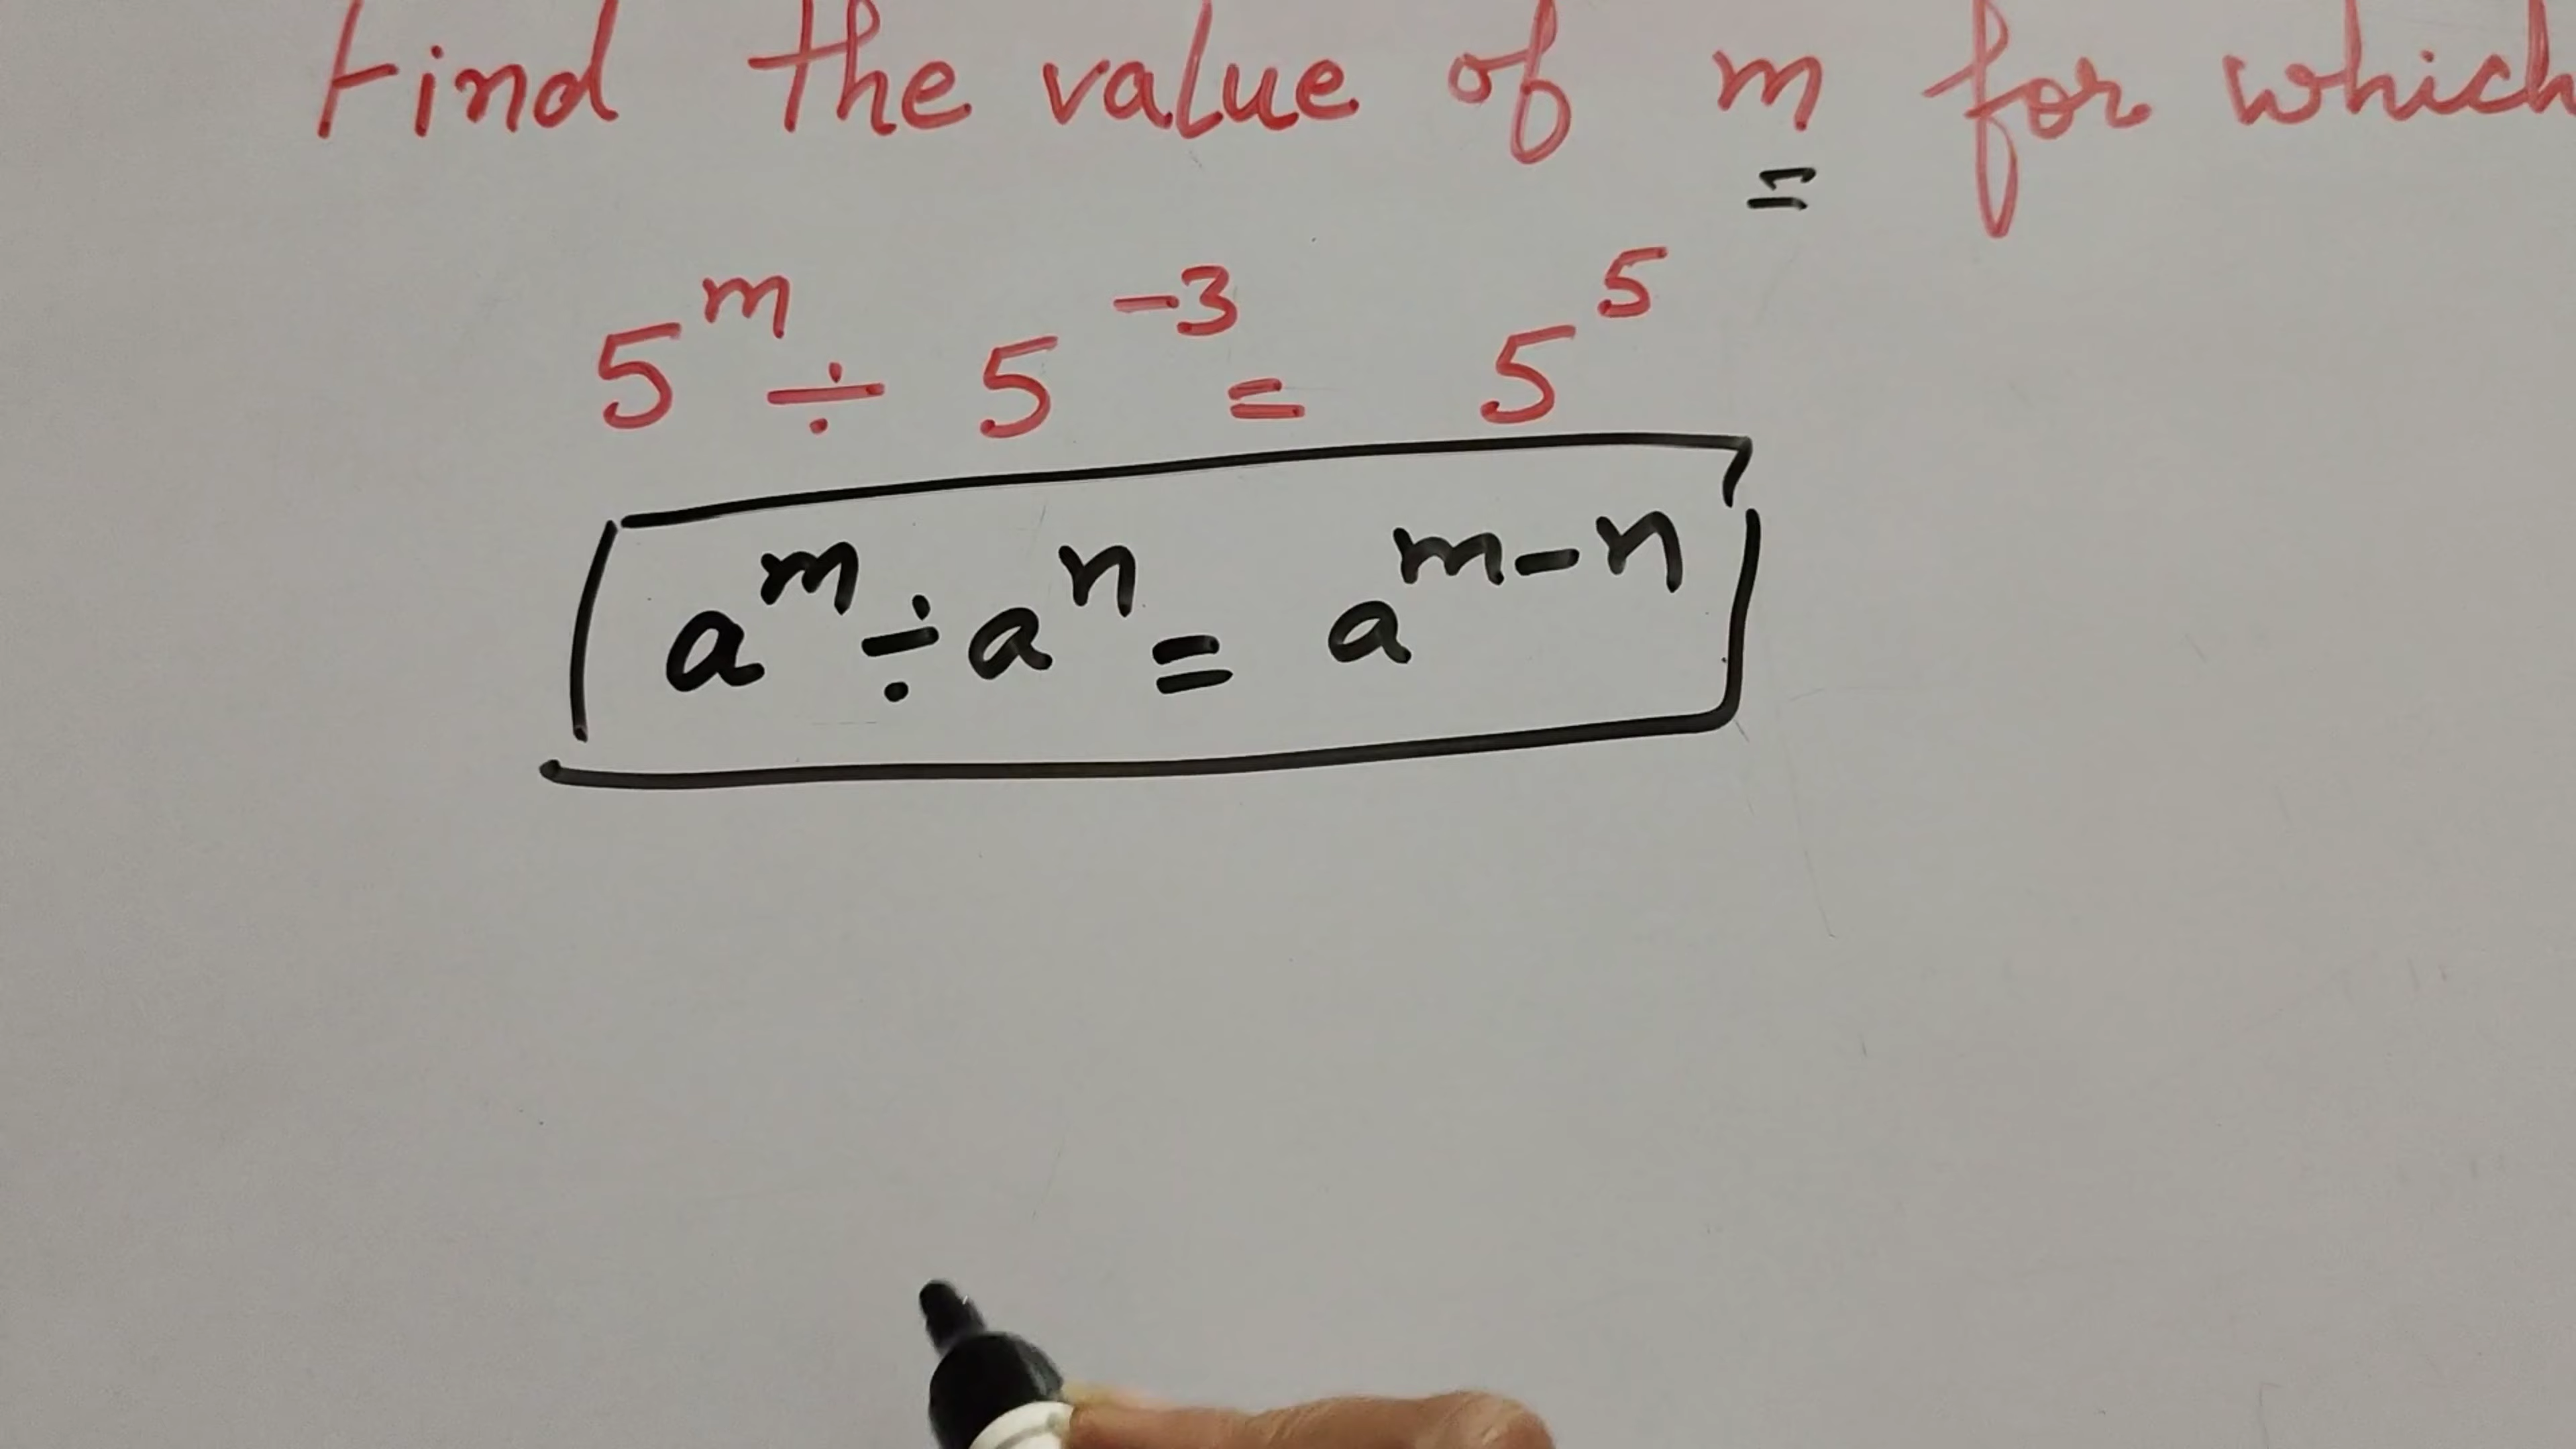 Find the value of m for which
5^m ÷ 5^-3 = 5^5
a^m ÷ a^n = a^m-n